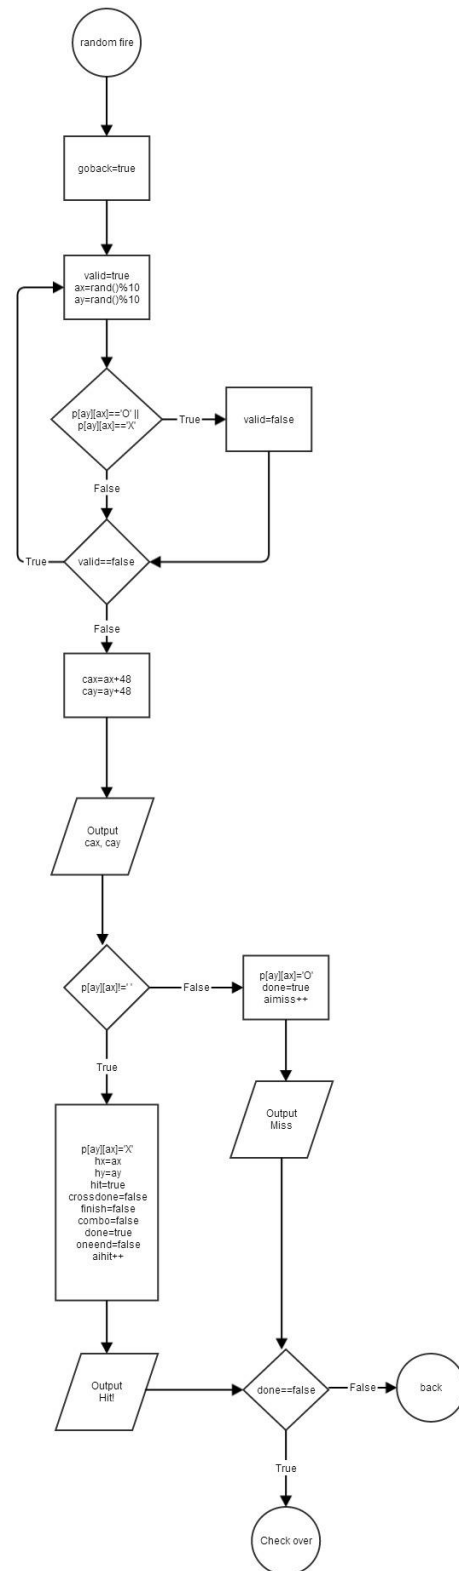 random fire
goback=true
valid=true
ax=rand()%10
ay=rand()%10
p[ay][ax]=='O' ||
p[ay][ax]=='X'
True
valid=false
False
valid==false
True
False
cax=ax+48
cay=ay+48
Output
cax, cay
p[ay][ax]!=' '
False
p[ay][ax]='O'
done=true
aimiss++
True
Output
Miss
p[ay][ax]='X'
hx=ax
hy=ay
hit=true
crossdone=false
finish=false
combo=false
done=true
oneend=false
aihit++
Output
Hit!
done==false
False
back
True
Check over